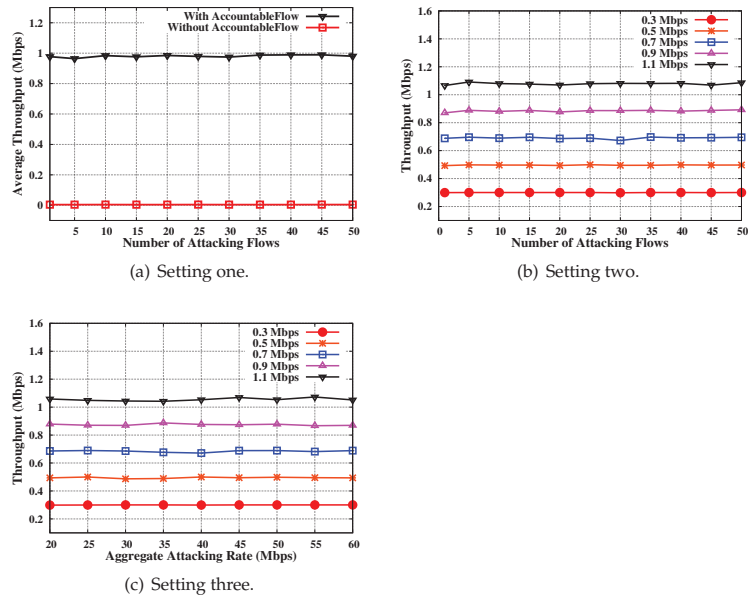 With AccountableFlow
Without AccountableFlow
Average Throughput (Mbps)
1.2
1
0.8
0.6
0.4
0.2
0
5 10 15 20 25 30 35 40 45 50
Number of Attacking Flows
(a) Setting one.
0.3 Mbps
0.5 Mbps
0.7 Mbps
0.9 Mbps
1.1 Mbps
Throughput (Mbps)
1.6
1.4
1.2
1
0.8
0.6
0.4
0.2
0 5 10 15 20 25 30 35 40 45 50
Number of Attacking Flows
(b) Setting two.
0.3 Mbps
0.5 Mbps
0.7 Mbps
0.9 Mbps
1.1 Mbps
Throughput (Mbps)
1.6
1.4
1.2
1
0.8
0.6
0.4
0.2
20 25 30 35 40 45 50 55 60
Aggregate Attacking Rate (Mbps)
(c) Setting three.